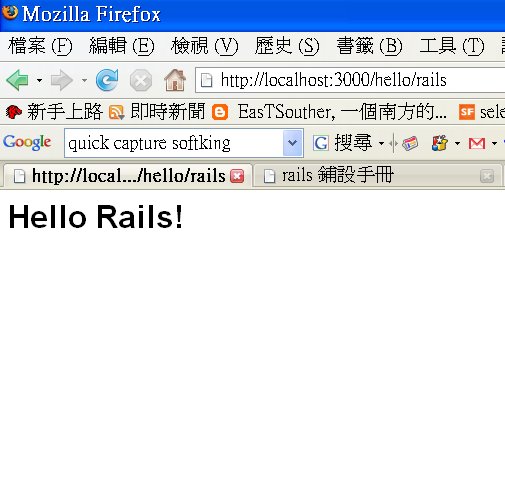 Mozilla Firefox
檔案 (F) 編輯 (E) 檢視 (V) 歷史 (S) 書籤 (B) 工具 (T)
http://localhost:3000/hello/rails
新手上路 即時新聞 EasTSouther, 一個南方的... SF sele
Google quick capture softking G 搜尋
http://local.../hello/rails rails 鋪設手冊
Hello Rails!